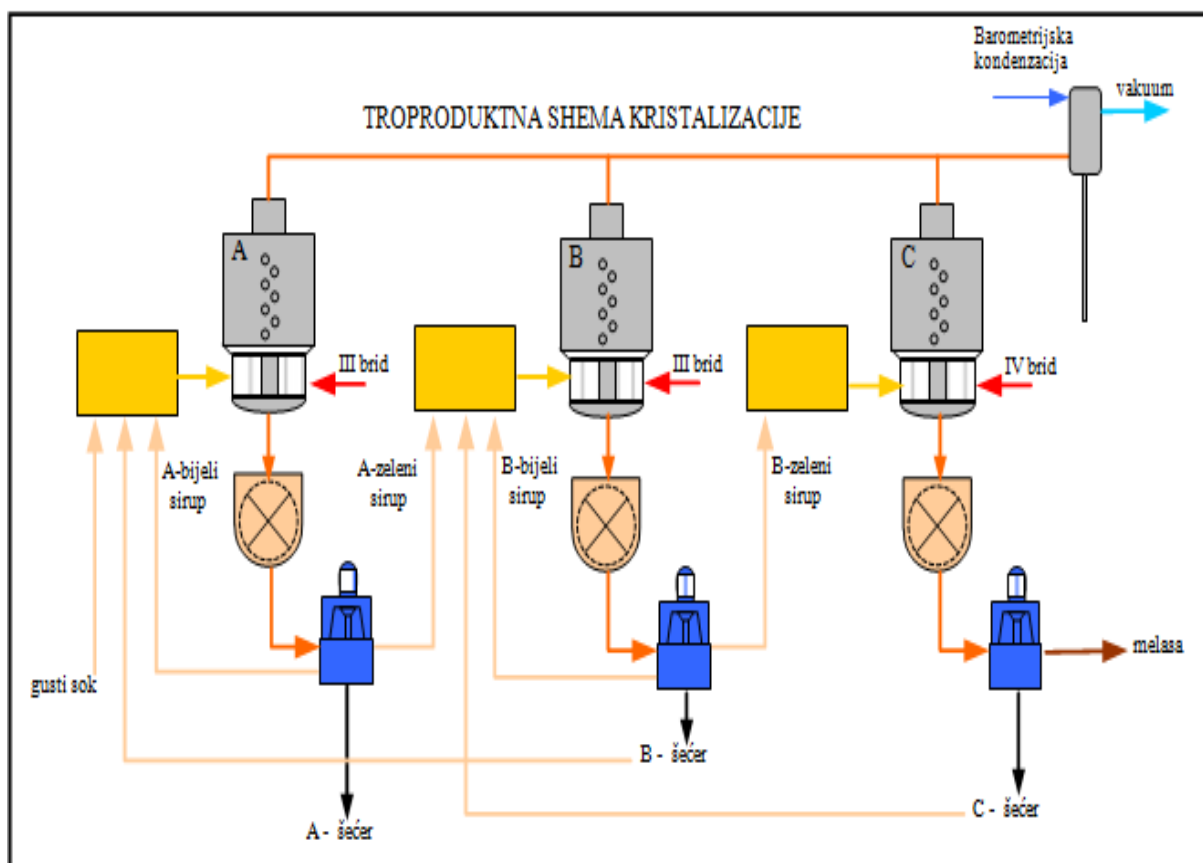 Barometrijska
kondenzacija
vakuum
TROPRODUKTNA SHEMA KRISTALIZACIJE
A
B
C
III brid
III brid
IV brid
A-bijeli
sirup
A-zeleni
sirup
B-bijeli
sirup
B-zeleni
sirup
gusti sok
melasa
B - šećer
C - šećer
A - šećer